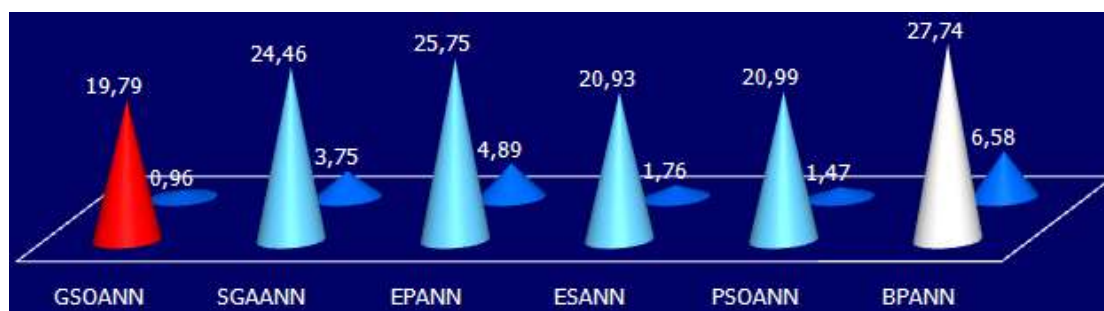 19,79 0,96 24,46 3,75 25,75 4,89 20,93 1,76 20,99 1,47 27,74 6,58
GSOANN SGAANN EPANN ESANN PSOANN BPANN